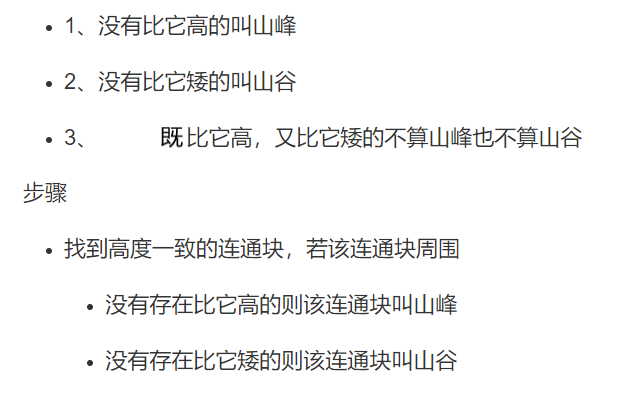 1、没有比它高的叫山峰
2、没有比它矮的叫山谷
3、 既比它高，又比它矮的不算山峰也不算山谷
步骤
找到高度一致的连通块，若该连通块周围
没有存在比它高的则该连通块叫山峰
没有存在比它矮的则该连通块叫山谷